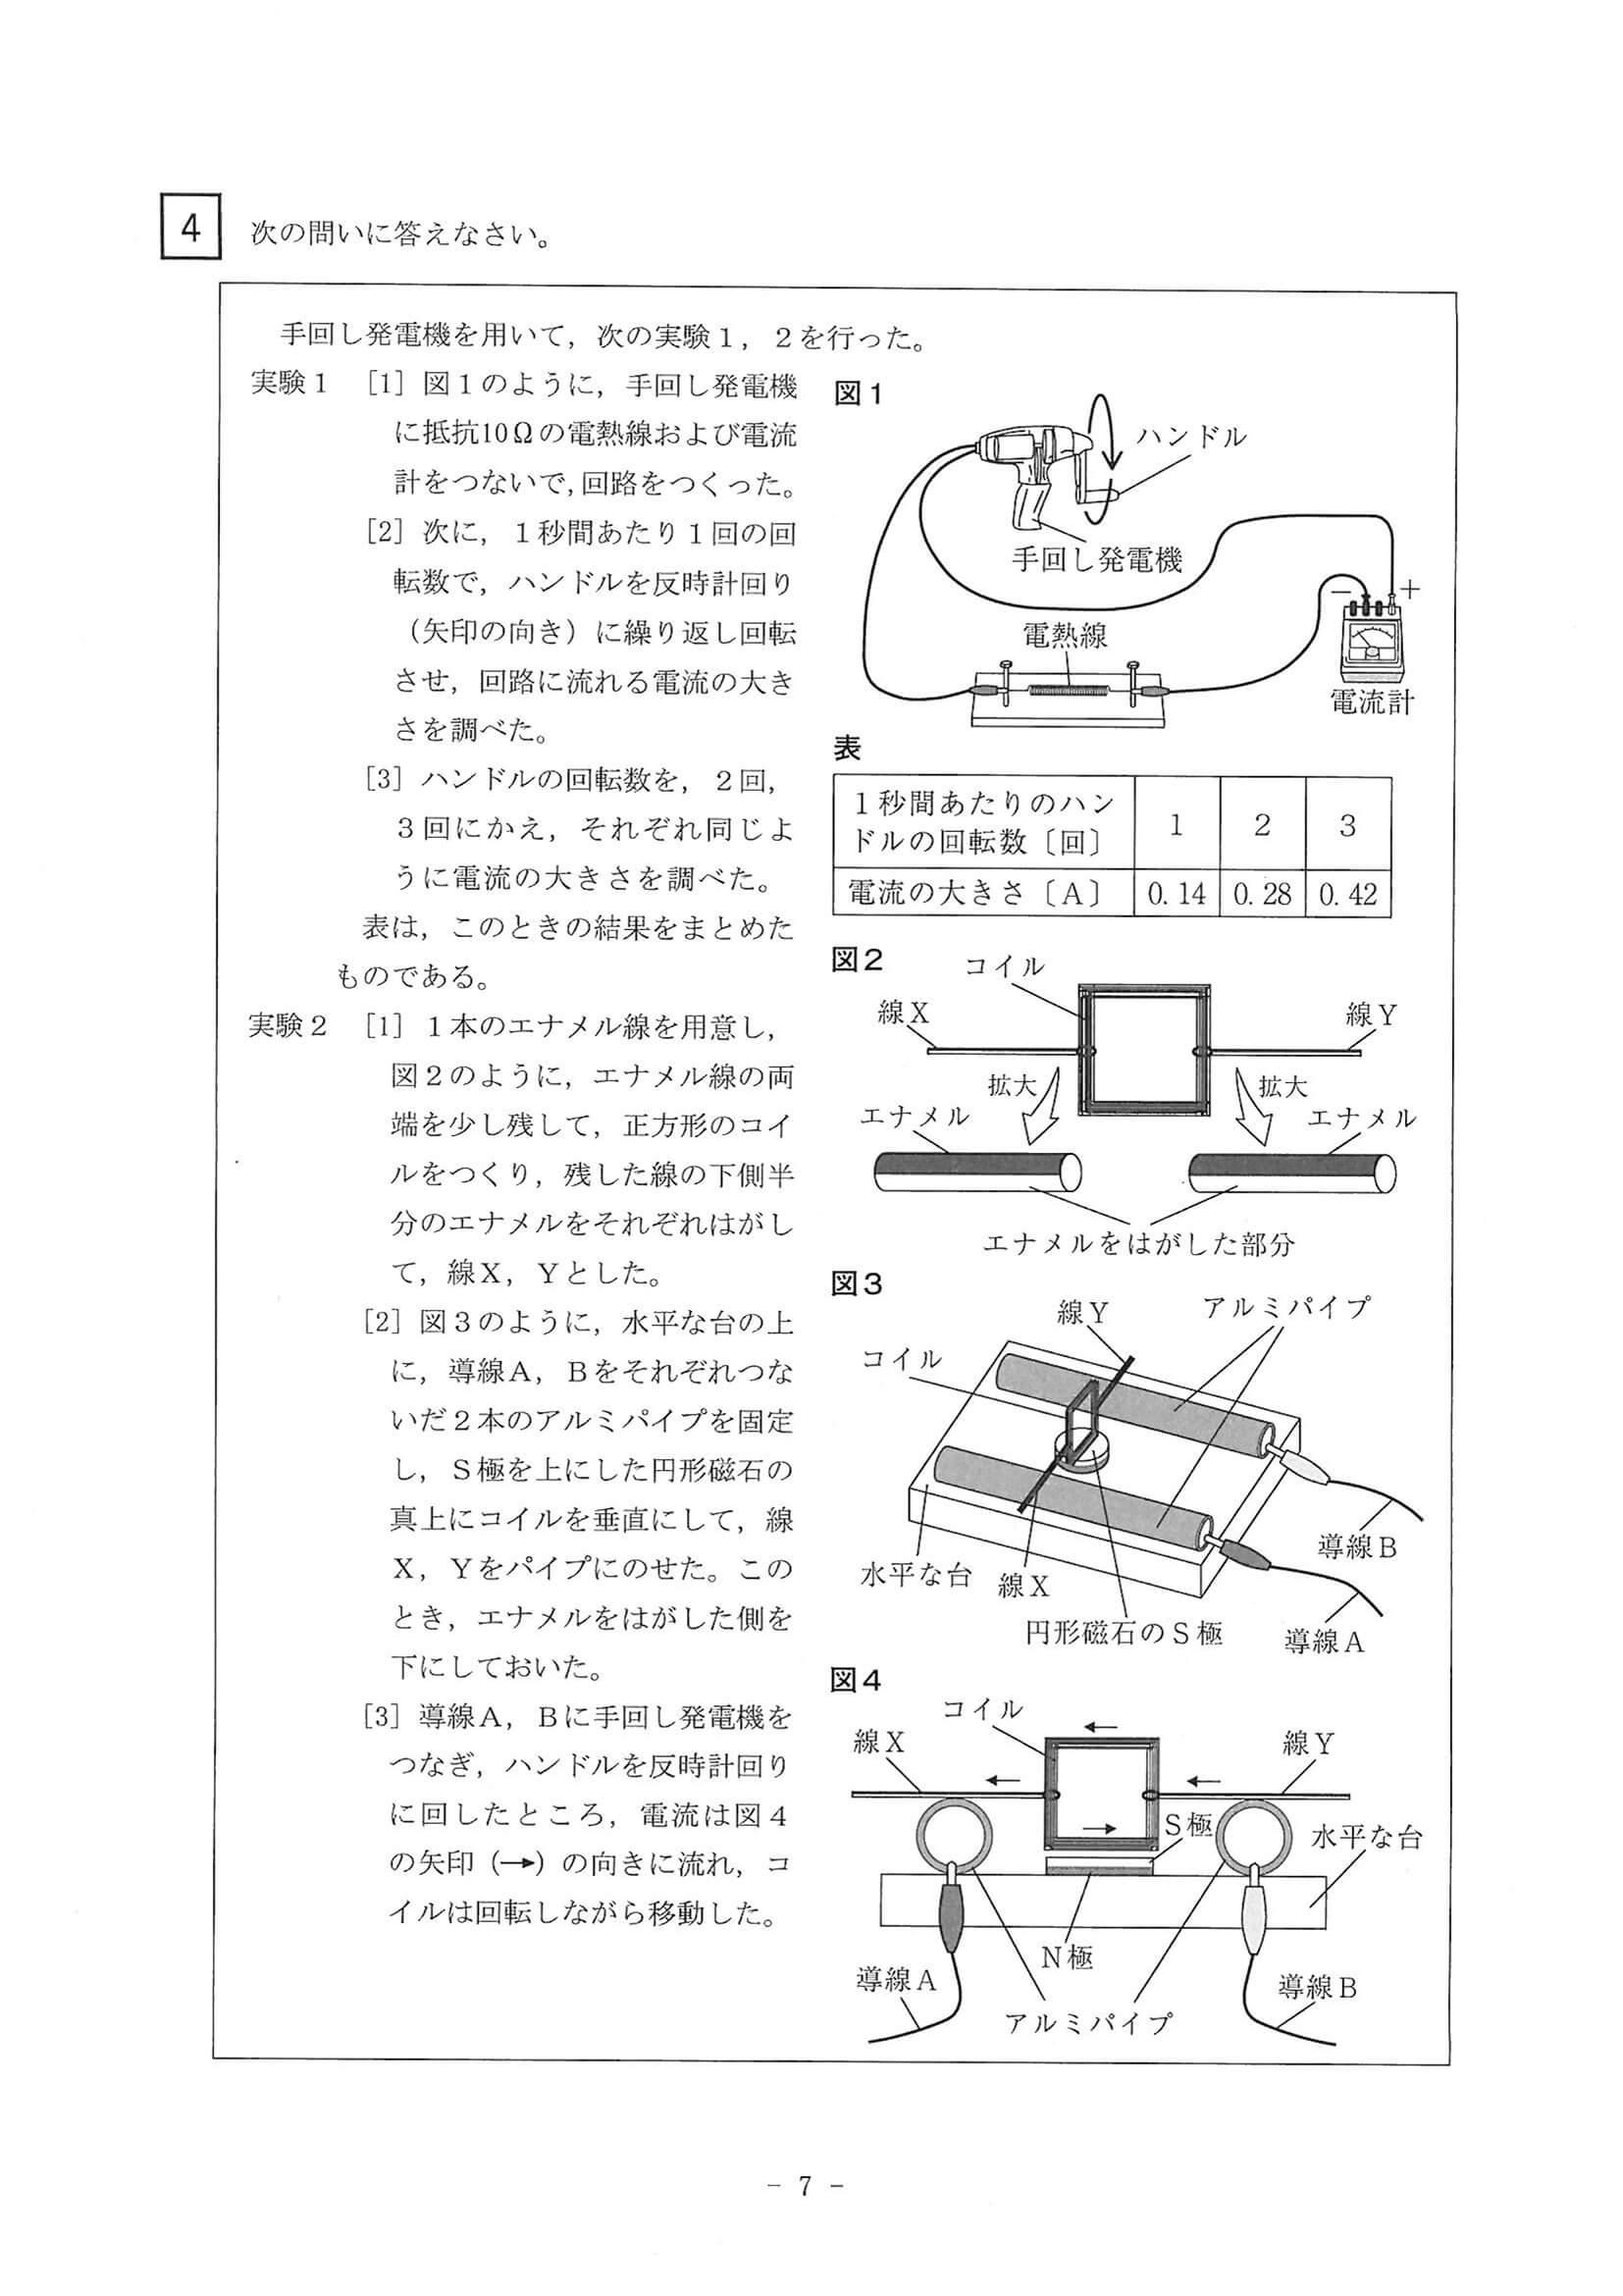 4 次の問いに答えなさい。
手回し発電機を用いて，次の実験１，２を行った。
実験１ ［1］図１のように，手回し発電機
に抵抗10Ωの電熱線および電流
計をつないで，回路をつくった。
［2］次に，１秒間あたり１回の回
転数で，ハンドルを反時計回り
（矢印の向き）に繰り返し回転
させ，回路に流れる電流の大き
さを調べた。
［3］ハンドルの回転数を，２回，
３回にかえ，それぞれ同じよ
うに電流の大きさを調べた。
表は，このときの結果をまとめた
ものである。
実験２ ［1］１本のエナメル線を用意し，
図２のように，エナメル線の両
端を少し残して，正方形のコイ
ルをつくり，残した線の下側半
分のエナメルをそれぞれはがし
て，線Ｘ，Ｙとした。
［2］図３のように，水平な台の上
に，導線Ａ，Ｂをそれぞれつな
いだ２本のアルミパイプを固定
し，Ｓ極を上にした円形磁石の
真上にコイルを垂直にして，線
Ｘ，Ｙをパイプにのせた。この
とき，エナメルをはがした側を
下にしておいた。
［3］導線Ａ，Ｂに手回し発電機を
つなぎ，ハンドルを反時計回り
に回したところ，電流は図４
の矢印（→）の向きに流れ，コ
イルは回転しながら移動した。
図１
ハンドル
手回し発電機
－ ＋
電熱線
電流計
表
１秒間あたりのハン
ドルの回転数〔回〕 1 2 3
電流の大きさ〔Ａ〕 0.14 0.28 0.42
図２
コイル
線Ｘ 線Ｙ
拡大 拡大
エナメル エナメル
エナメルをはがした部分
図３
線Ｙ アルミパイプ
コイル
導線Ｂ
水平な台 線Ｘ
円形磁石のＳ極 導線Ａ
図４
コイル
線Ｘ 線Ｙ
Ｓ極 水平な台
Ｎ極
導線Ａ 導線Ｂ
アルミパイプ
－ 7 －